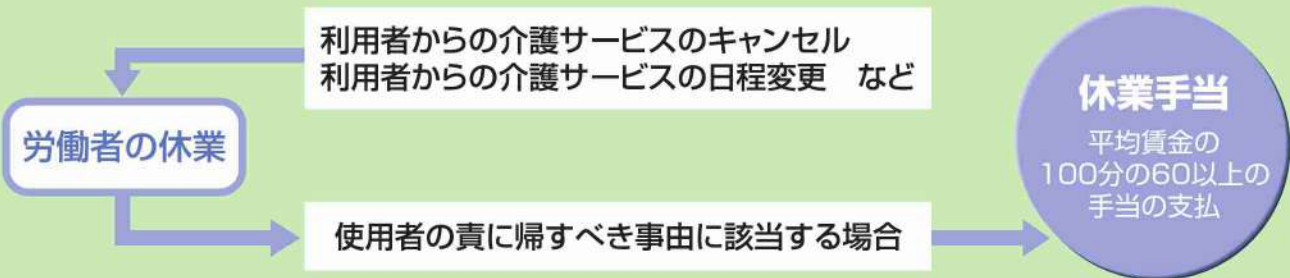 利用者からの介護サービスのキャンセル
利用者からの介護サービスの日程変更　など
労働者の休業
使用者の責に帰すべき事由に該当する場合
休業手当
平均賃金の
100分の60以上の
手当の支払